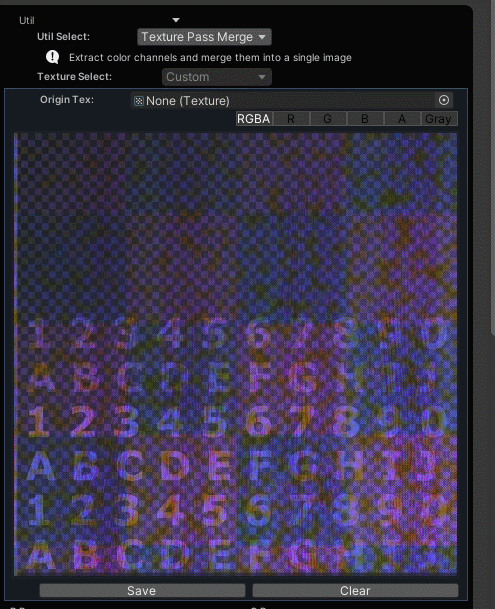 Util
Util Select: Texture Pass Merge
Extract color channels and merge them into a single image
Texture Select: Custom
Origin Tex: None (Texture)
RGBA R G B A Gray
1 2 3 4 5 6 7 8 9 0
A B C D E F G H I J
1 2 3 4 5 6 7 8 9 0
A B C D E F G H I J
1 2 3 4 5 6 7 8 9 0
A B C D E F G H I J
Save Clear